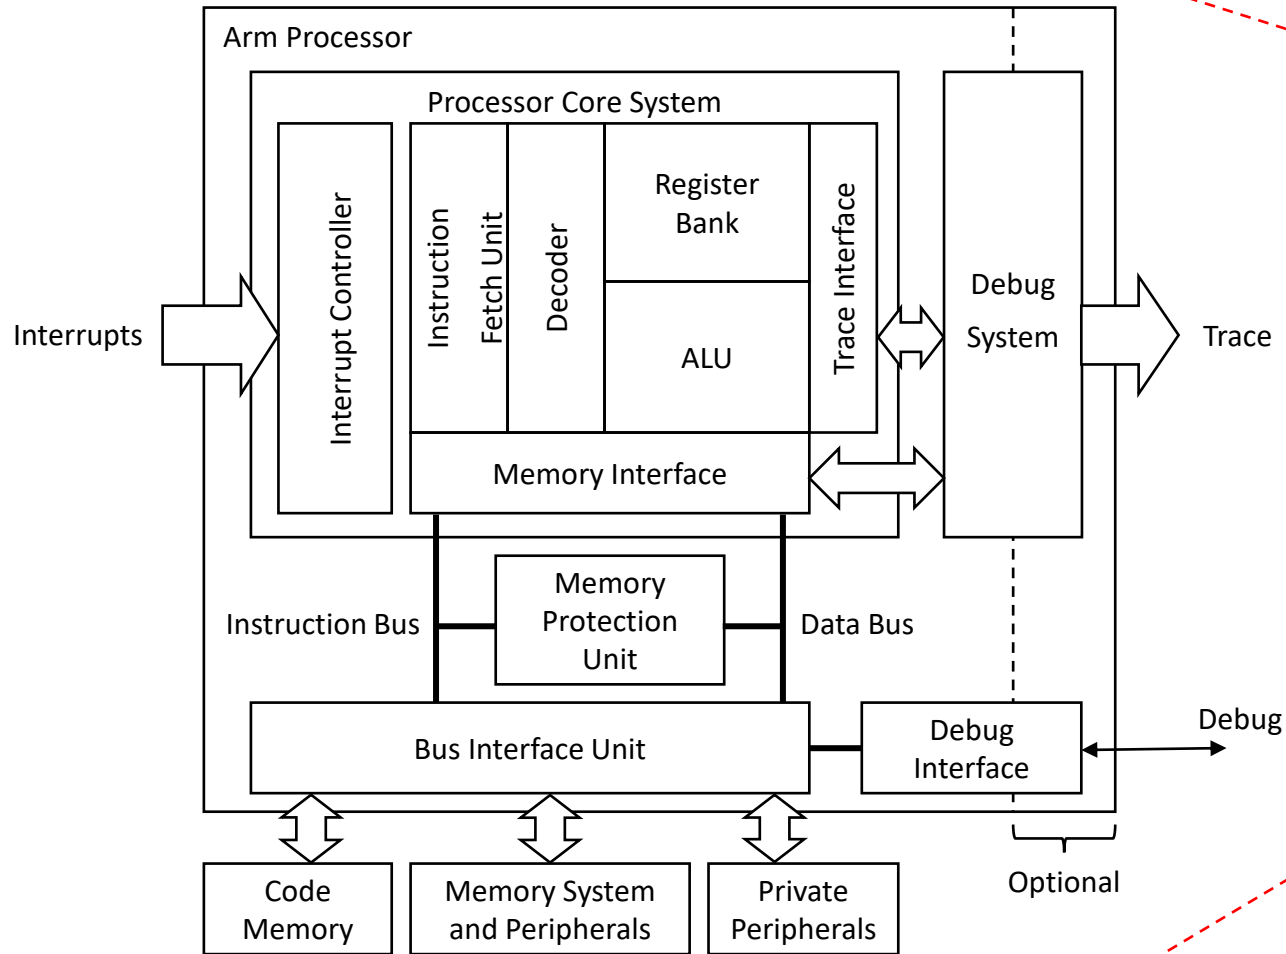 Arm Processor
Processor Core System
Interrupt Controller
Instruction
Fetch Unit
Decoder
Register
Bank
ALU
Trace Interface
Debug
System
Interrupts
Trace
Memory Interface
Memory
Protection
Unit
Instruction Bus
Data Bus
Bus Interface Unit
Debug
Interface
Debug
Code
Memory
Memory System
and Peripherals
Private
Peripherals
Optional